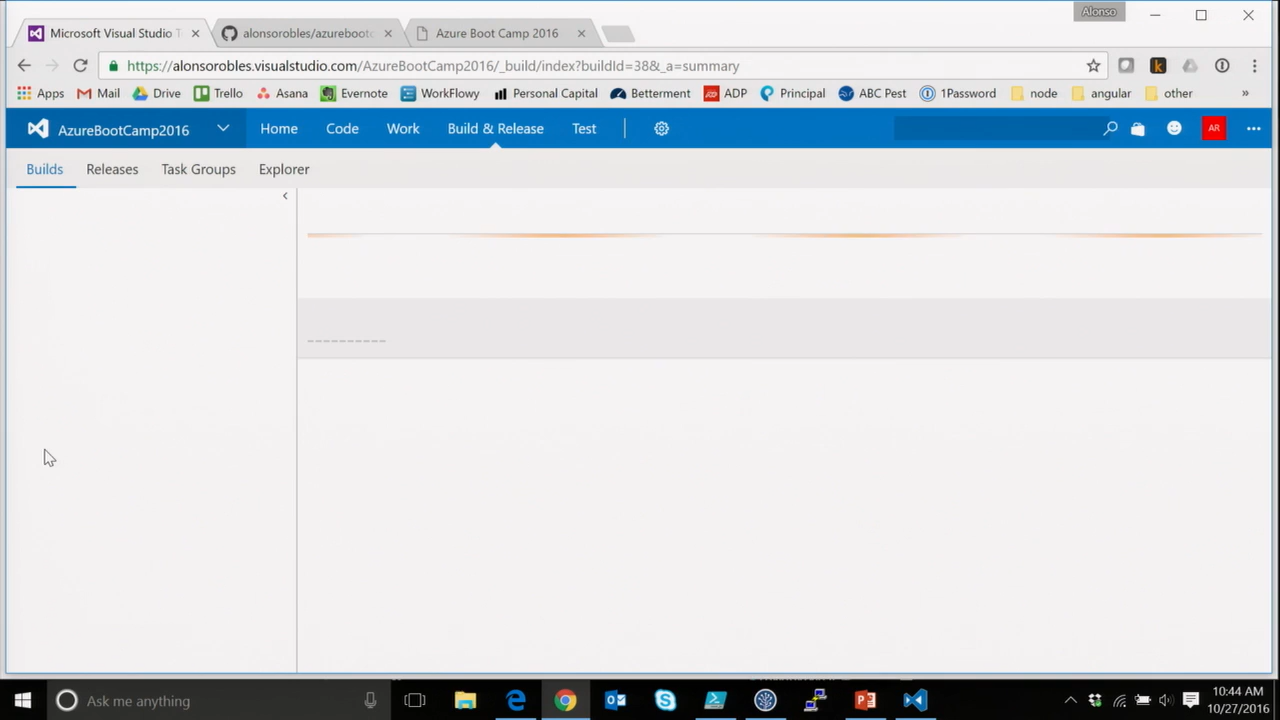 Alonso
Microsoft Visual Studio T
alonsorobles/azurebootc
Azure Boot Camp 2016
https://alonsorobles.visualstudio.com/AzureBootCamp2016/_build/index?buildId=38&_a=summary
Apps Mail Drive Trello Asana Evernote WorkFlowy Personal Capital Betterment ADP Principal ABC Pest 1Password node angular other »
AzureBootCamp2016 Home Code Work Build & Release Test AR
Builds Releases Task Groups Explorer
----------
Ask me anything
10:44 AM
10/27/2016